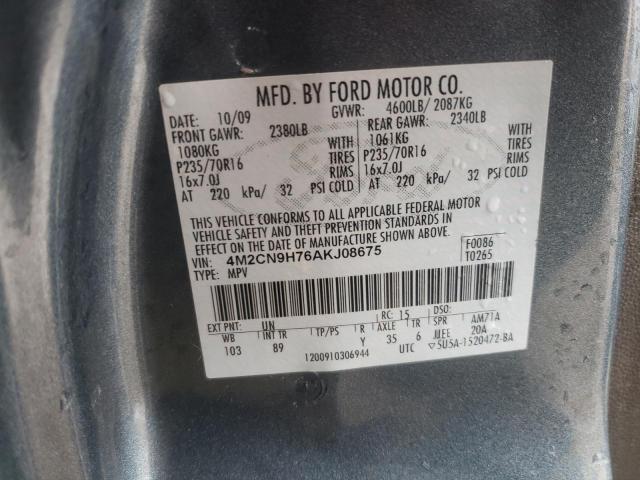 MFD. BY FORD MOTOR CO.
DATE: 10/09 GVWR: 4600LB/ 2087KG
FRONT GAWR: 2380LB REAR GAWR: 2340LB
1080KG WITH 1061KG WITH
P235/70R16 TIRES P235/70R16 TIRES
16x7.0J RIMS 16x7.0J RIMS
AT 220 kPa/ 32 PSI COLD AT 220 kPa/ 32 PSI COLD
THIS VEHICLE CONFORMS TO ALL APPLICABLE FEDERAL MOTOR
VEHICLE SAFETY AND THEFT PREVENTION STANDARDS IN
EFFECT ON THE DATE OF MANUFACTURE SHOWN ABOVE.
VIN: 4M2CN9H76AKJ08675 F0086
TYPE: MPV T0265
EXT PNT: UN RC: 15 DSO:
WB INT TR TP/PS R AXLE TR SPR AM71A
103 89 Y 35 6 JJEE 20A
1200910306944 UTC ▽5U5A-1520472-BA